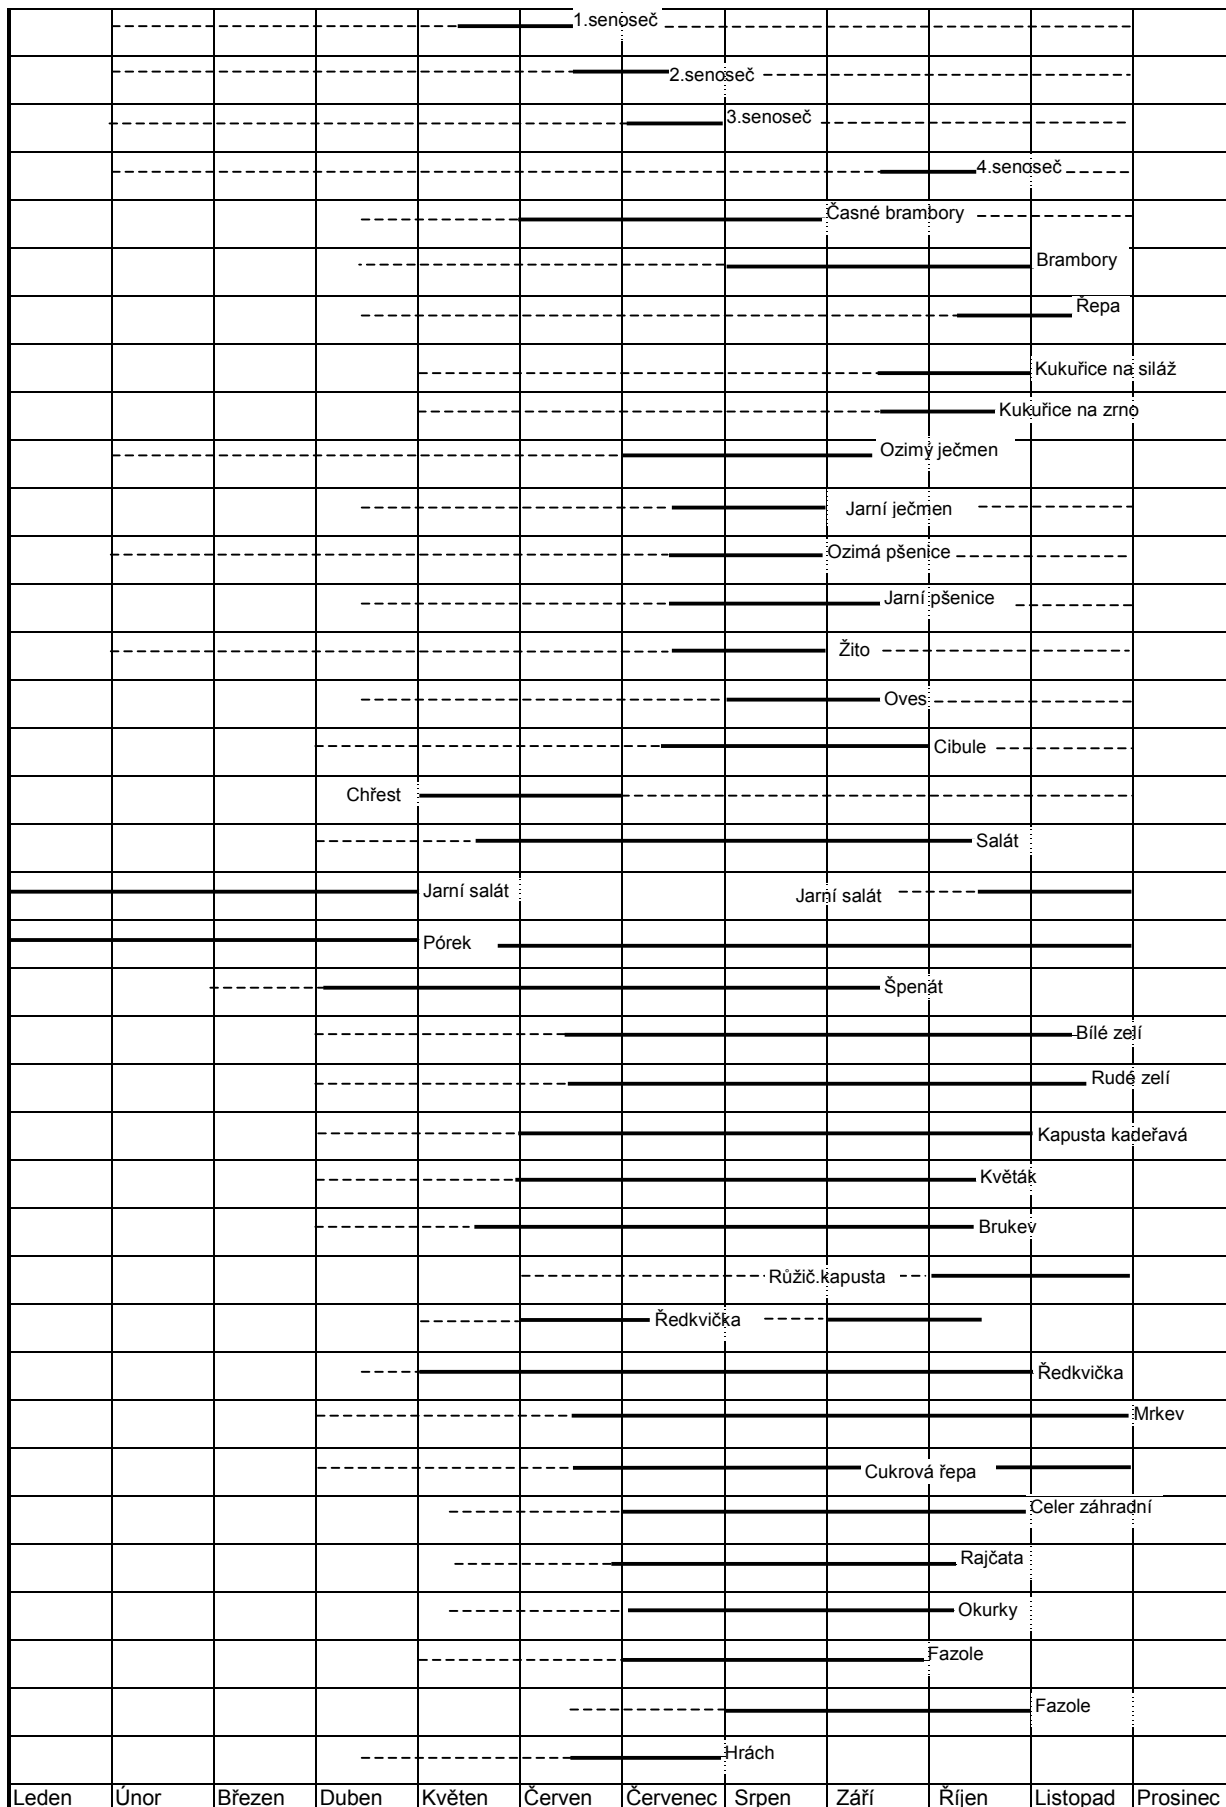 1.senoseč
2.senoseč
3.senoseč
4.senoseč
Časné brambory
Brambory
Řepa
Kukuřice na siláž
Kukuřice na zrno
Ozimý ječmen
Jarní ječmen
Ozimá pšenice
Jarní pšenice
Žito
Oves
Cibule
Chřest
Salát
Jarní salát Jarní salát
Pórek
Špenát
Bílé zelí
Rudé zelí
Kapusta kadeřavá
Květák
Brukev
Růžič.kapusta
Ředkvička
Ředkvička
Mrkev
Cukrová řepa
Celer záhradní
Rajčata
Okurky
Fazole
Fazole
Hrách
Leden Únor Březen Duben Květen Červen Červenec Srpen Září Říjen Listopad Prosinec